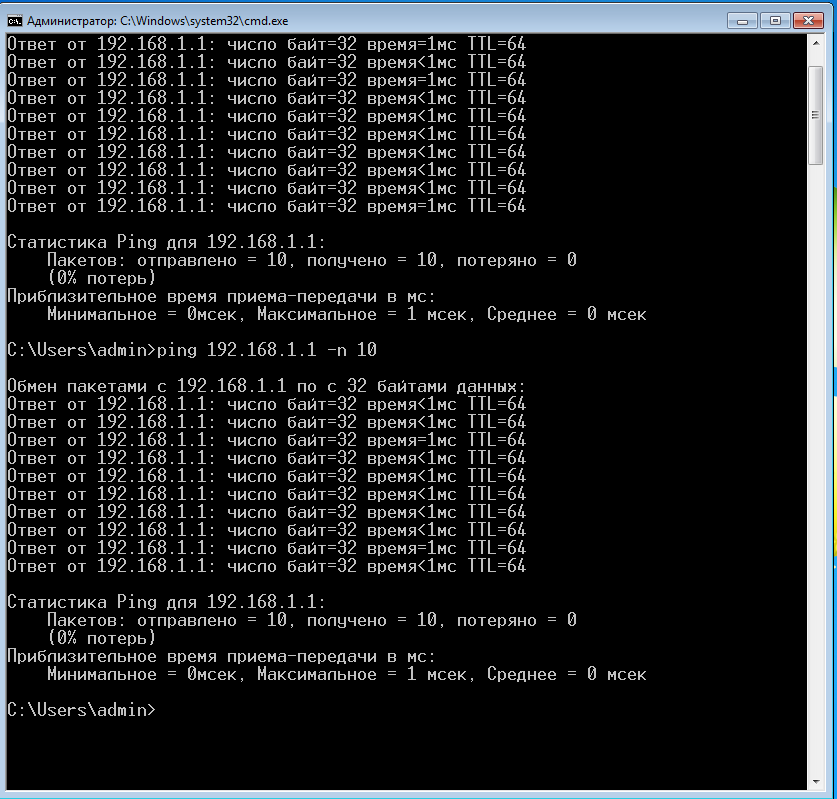 Администратор: C:\Windows\system32\cmd.exe
Ответ от 192.168.1.1: число байт=32 время=1мс TTL=64
Ответ от 192.168.1.1: число байт=32 время<1мс TTL=64
Ответ от 192.168.1.1: число байт=32 время=1мс TTL=64
Ответ от 192.168.1.1: число байт=32 время<1мс TTL=64
Ответ от 192.168.1.1: число байт=32 время<1мс TTL=64
Ответ от 192.168.1.1: число байт=32 время<1мс TTL=64
Ответ от 192.168.1.1: число байт=32 время<1мс TTL=64
Ответ от 192.168.1.1: число байт=32 время=1мс TTL=64
Ответ от 192.168.1.1: число байт=32 время<1мс TTL=64
Ответ от 192.168.1.1: число байт=32 время=1мс TTL=64
Статистика Ping для 192.168.1.1:
Пакетов: отправлено = 10, получено = 10, потеряно = 0
(0% потерь)
Приблизительное время приема-передачи в мс:
Минимальное = 0мсек, Максимальное = 1 мсек, Среднее = 0 мсек
C:\Users\admin>ping 192.168.1.1 -n 10
Обмен пакетами с 192.168.1.1 по с 32 байтами данных:
Ответ от 192.168.1.1: число байт=32 время<1мс TTL=64
Ответ от 192.168.1.1: число байт=32 время<1мс TTL=64
Ответ от 192.168.1.1: число байт=32 время=1мс TTL=64
Ответ от 192.168.1.1: число байт=32 время<1мс TTL=64
Ответ от 192.168.1.1: число байт=32 время<1мс TTL=64
Ответ от 192.168.1.1: число байт=32 время<1мс TTL=64
Ответ от 192.168.1.1: число байт=32 время<1мс TTL=64
Ответ от 192.168.1.1: число байт=32 время<1мс TTL=64
Ответ от 192.168.1.1: число байт=32 время=1мс TTL=64
Ответ от 192.168.1.1: число байт=32 время<1мс TTL=64
Статистика Ping для 192.168.1.1:
Пакетов: отправлено = 10, получено = 10, потеряно = 0
(0% потерь)
Приблизительное время приема-передачи в мс:
Минимальное = 0мсек, Максимальное = 1 мсек, Среднее = 0 мсек
C:\Users\admin>